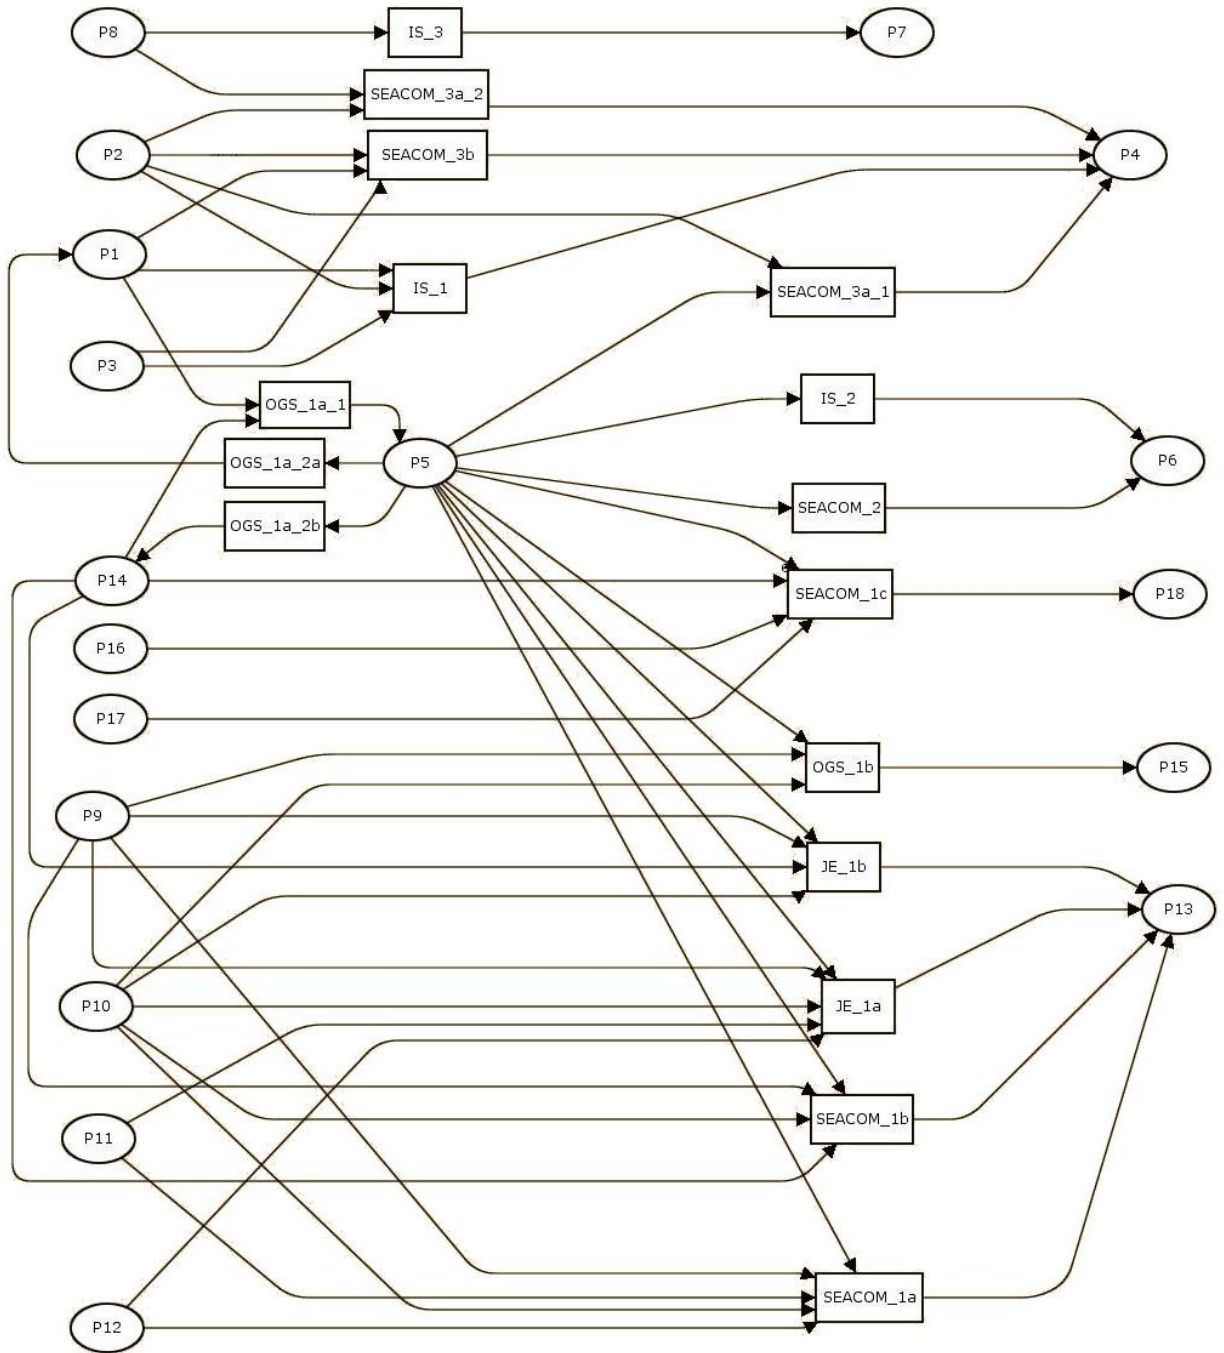 P8
IS_3
P7
SEACOM_3a_2
P2
SEACOM_3b
P4
P1
IS_1
SEACOM_3a_1
P3
OGS_1a_1
IS_2
OGS_1a_2a
P5
P6
SEACOM_2
OGS_1a_2b
P14
SEACOM_1c
P18
P16
P17
OGS_1b
P15
P9
JE_1b
P13
P10
JE_1a
SEACOM_1b
P11
SEACOM_1a
P12